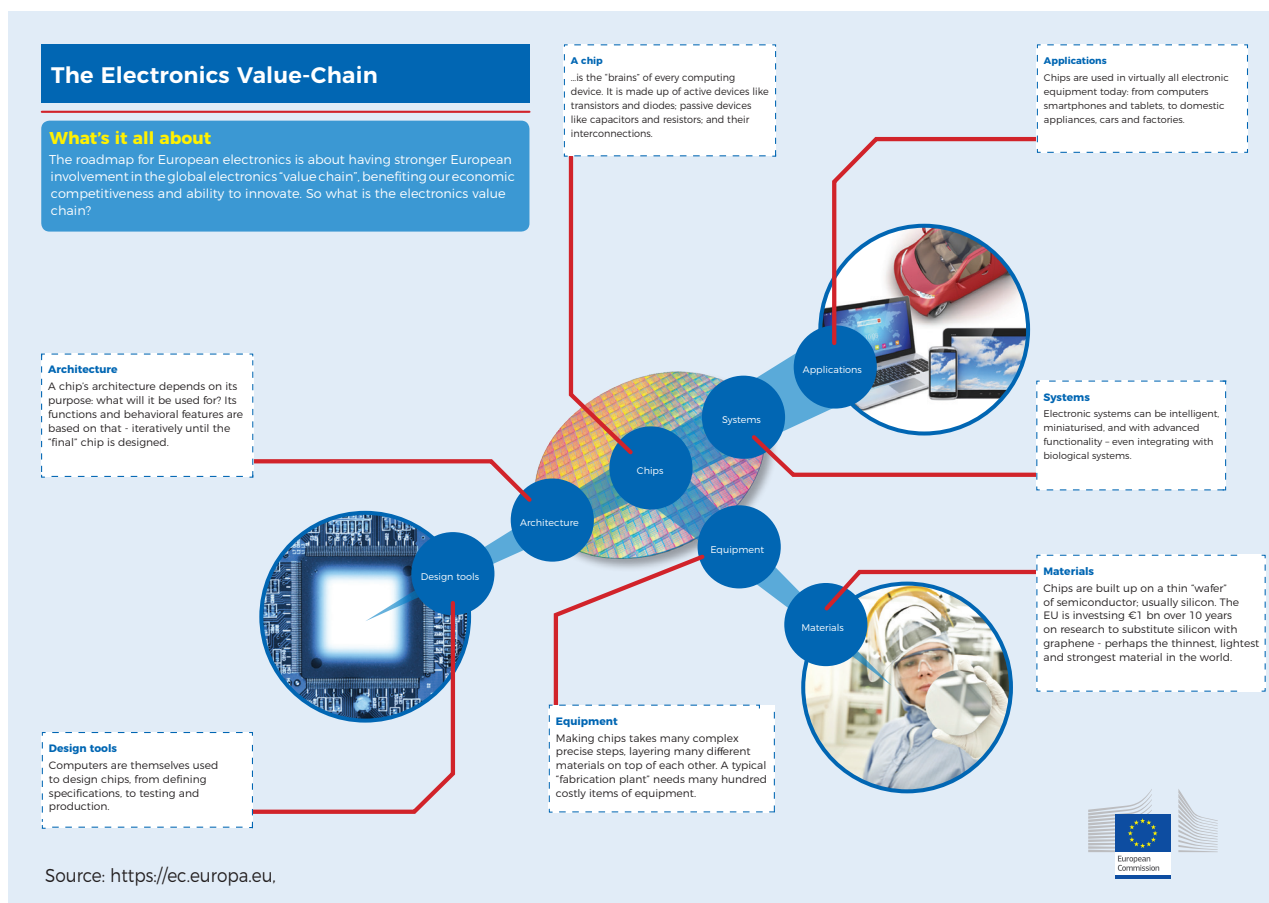 The Electronics Value-Chain
What's it all about
The roadmap for European electronics is about having stronger European
involvement in the global electronics "value chain", benefiting our economic
competitiveness and ability to innovate. So what is the electronics value
chain?
A chip
...is the "brains" of every computing
device. It is made up of active devices like
transistors and diodes; passive devices
like capacitors and resistors; and their
interconnections.
Applications
Chips are used in virtually all electronic
equipment today: from computers
smartphones and tablets, to domestic
appliances, cars and factories.
Architecture
A chip's architecture depends on its
purpose: what will it be used for? Its
functions and behavioral features are
based on that - iteratively until the
"final" chip is designed.
Applications
Systems
Chips
Architecture
Equipment
Design tools
Materials
Systems
Electronic systems can be intelligent,
miniaturised, and with advanced
functionality – even integrating with
biological systems.
Materials
Chips are built up on a thin "wafer"
of semiconductor; usually silicon. The
EU is investsing €1 bn over 10 years
on research to substitute silicon with
graphene - perhaps the thinnest, lightest
and strongest material in the world.
Design tools
Computers are themselves used
to design chips, from defining
specifications, to testing and
production.
Equipment
Making chips takes many complex
precise steps, layering many different
materials on top of each other. A typical
"fabrication plant" needs many hundred
costly items of equipment.
European
Commission
Source: https://ec.europa.eu,